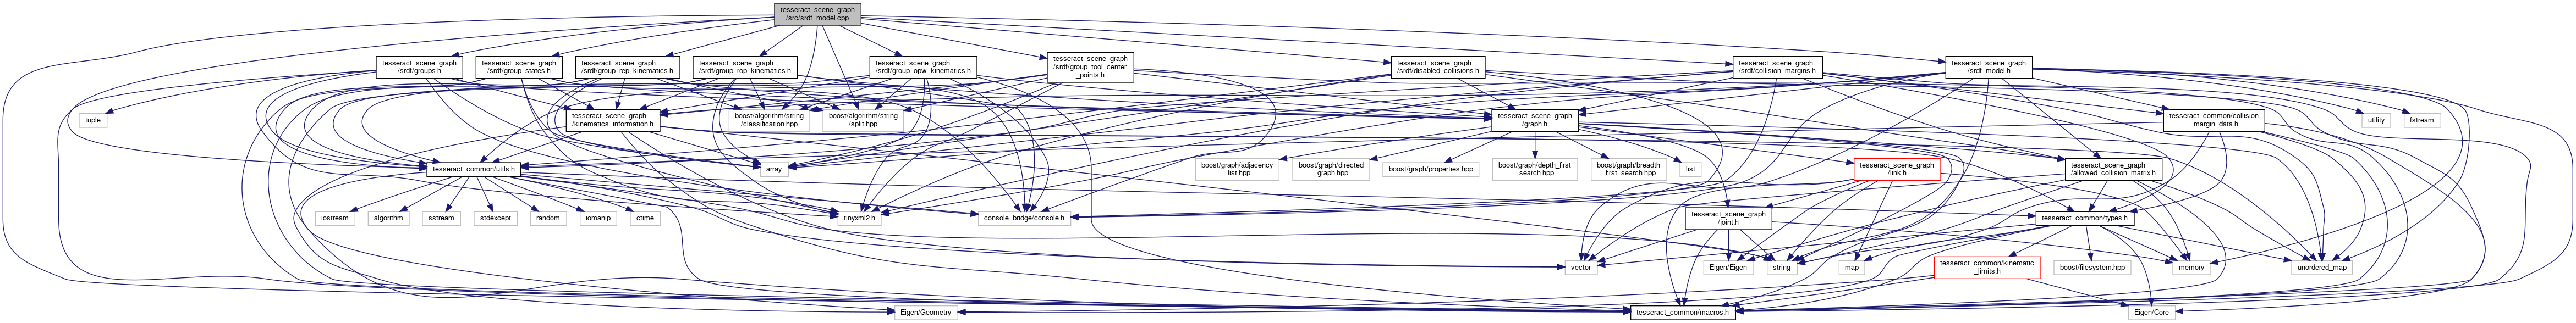 tesseract_scene_graph
/src/srdf_model.cpp
tesseract_scene_graph
/srdf/groups.h
tesseract_scene_graph
/srdf/group_states.h
tesseract_scene_graph
/srdf/group_rep_kinematics.h
tesseract_scene_graph
/srdf/group_rop_kinematics.h
tesseract_scene_graph
/srdf/group_opw_kinematics.h
tesseract_scene_graph
/srdf/group_tool_center
_points.h
tesseract_scene_graph
/srdf/disabled_collisions.h
tesseract_scene_graph
/srdf/collision_margins.h
tesseract_scene_graph
/srdf_model.h
tuple
tesseract_scene_graph
/kinematics_information.h
boost/algorithm/string
/classification.hpp
boost/algorithm/string
/split.hpp
tesseract_scene_graph
/graph.h
tesseract_common/collision
_margin_data.h
utility
fstream
tesseract_common/utils.h
array
boost/graph/adjacency
_list.hpp
boost/graph/directed
_graph.hpp
boost/graph/properties.hpp
boost/graph/depth_first
_search.hpp
boost/graph/breadth
_first_search.hpp
list
tesseract_scene_graph
/link.h
tesseract_scene_graph
/allowed_collision_matrix.h
iostream
algorithm
sstream
stdexcept
random
iomanip
ctime
tinyxml2.h
console_bridge/console.h
tesseract_scene_graph
/joint.h
tesseract_common/types.h
vector
Eigen/Eigen
string
map
tesseract_common/kinematic
_limits.h
boost/filesystem.hpp
memory
unordered_map
Eigen/Geometry
tesseract_common/macros.h
Eigen/Core